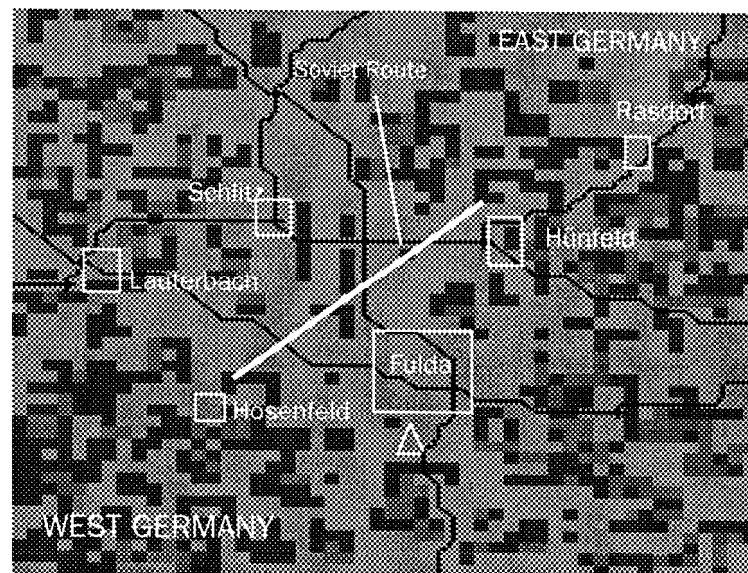 EAST GERMANY
Soviet Route
Rasdorf
Schlitz
Hünfeld
Lauterbach
Fulda
Hosenfeld
WEST GERMANY